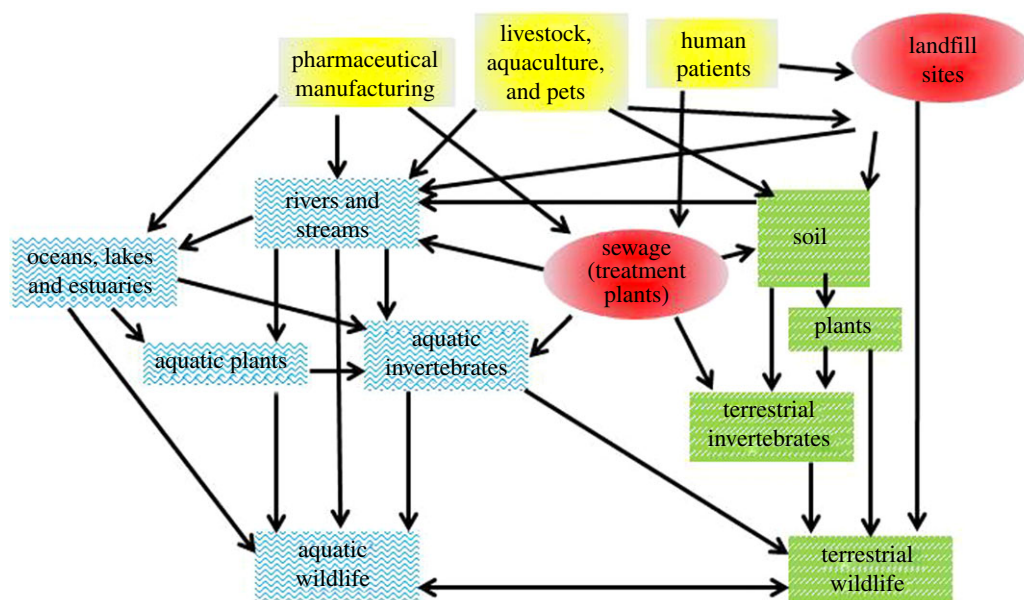 pharmaceutical
manufacturing
livestock,
aquaculture,
and pets
human
patients
landfill
sites
rivers and
streams
soil
oceans, lakes
and estuaries
sewage
(treatment
plants)
plants
aquatic plants
aquatic
invertebrates
terrestrial
invertebrates
aquatic
wildlife
terrestrial
wildlife